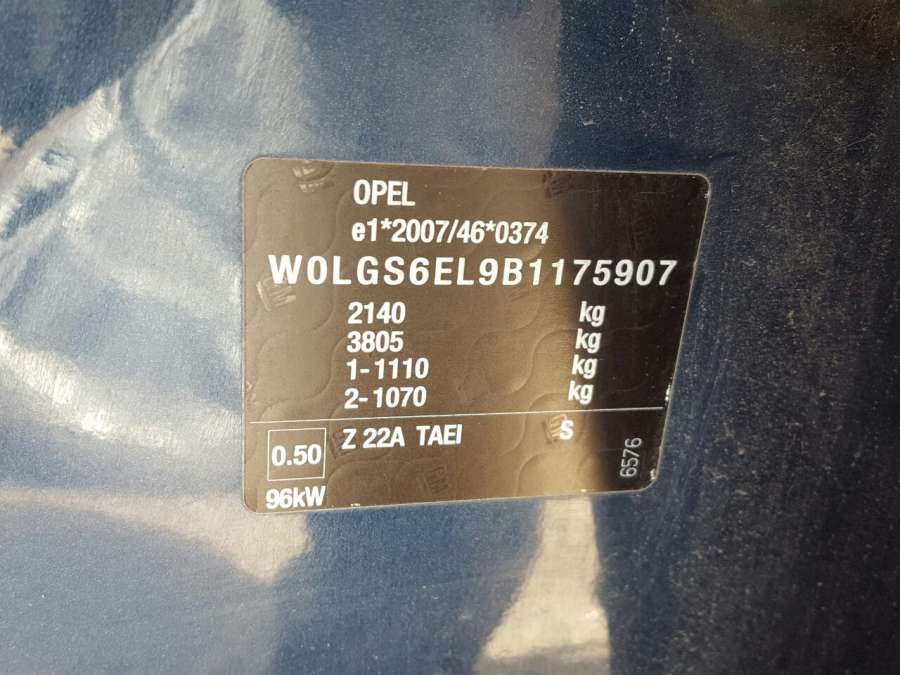 OPEL
e1*2007/46*0374
W0LGS6EL9B1175907
2140 kg
3805 kg
1-1110 kg
2-1070 kg
0.50 Z 22A TAEI S
96kW
6576